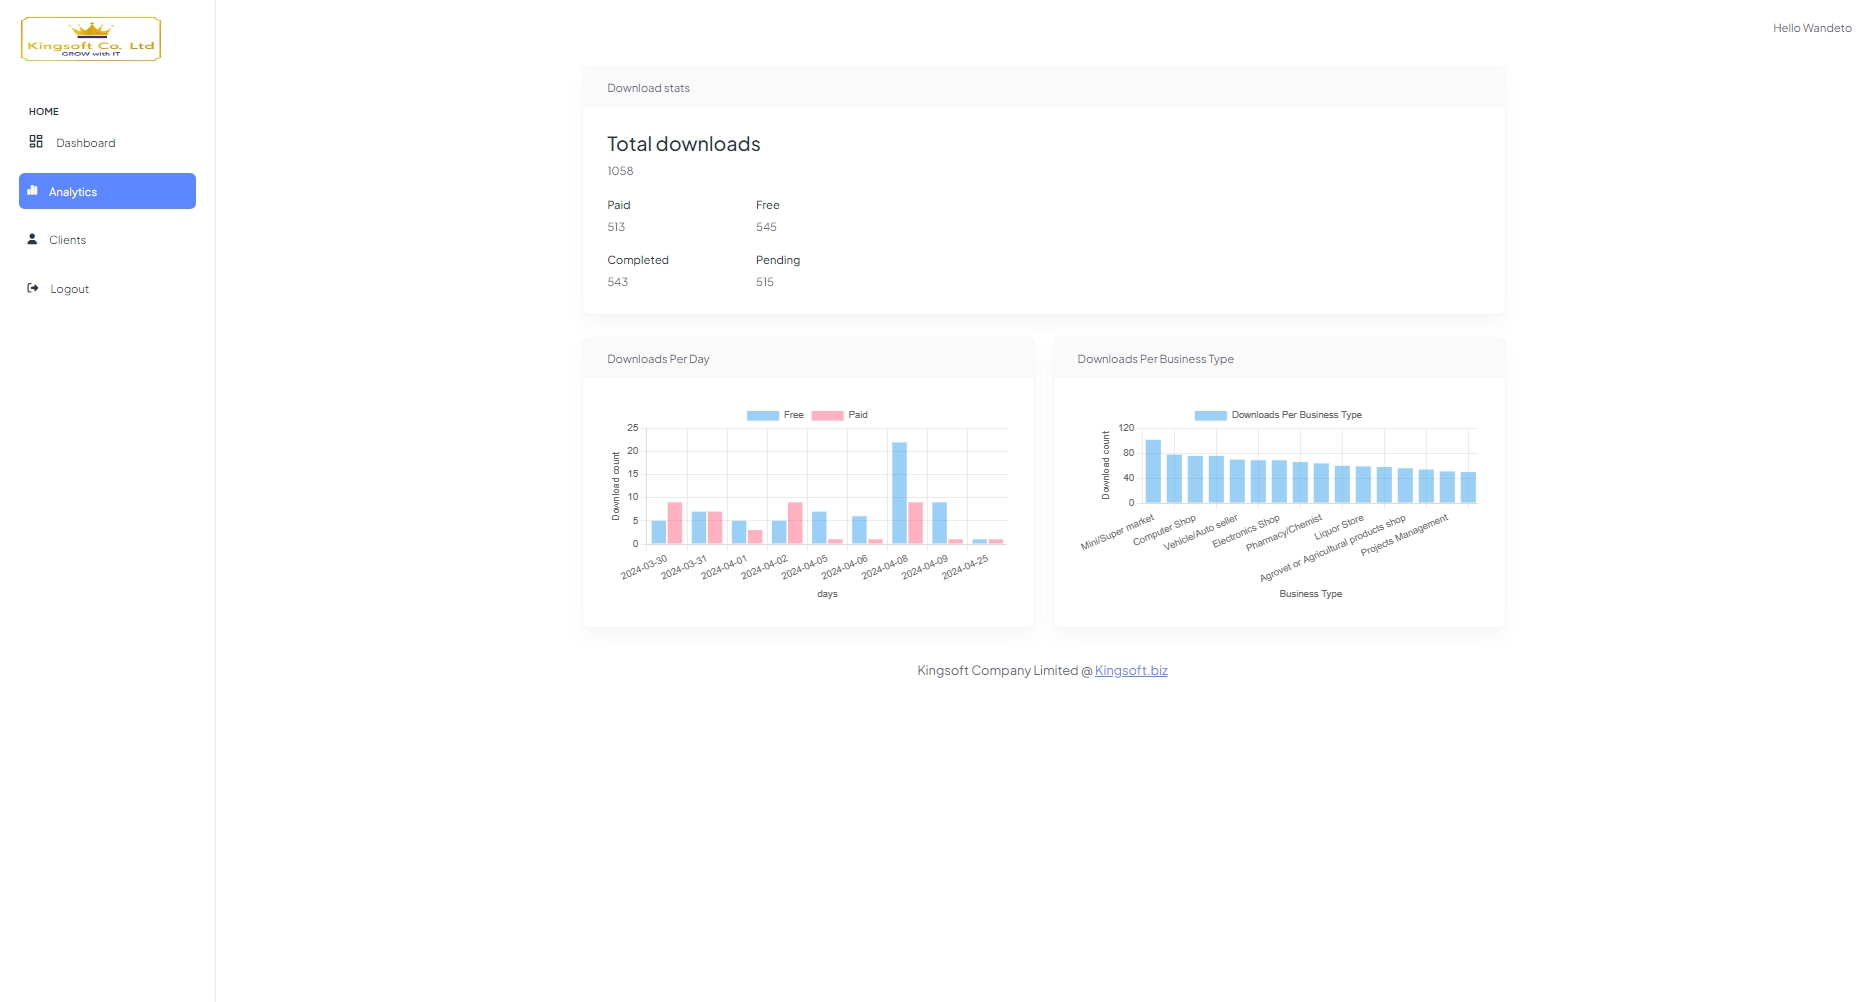 Kingsoft Co. Ltd
GROW with IT
Hello Wandeto
HOME
Dashboard
Analytics
Clients
Logout
Download stats
Total downloads
1058
Paid Free
513 545
Completed Pending
543 515
Downloads Per Day
Free Paid
Download count
25
20
15
10
5
0
2024-03-30 2024-03-31 2024-04-01 2024-04-02 2024-04-05 2024-04-06 2024-04-08 2024-04-09 2024-04-25
days
Downloads Per Business Type
Downloads Per Business Type
Download count
120
80
40
0
Mini/Super market
Computer Shop
Vehicle/Auto seller
Electronics Shop
Pharmacy/Chemist
Liquor Store
Agrovet or Agricultural products shop
Projects Management
Business Type
Kingsoft Company Limited @ Kingsoft.biz